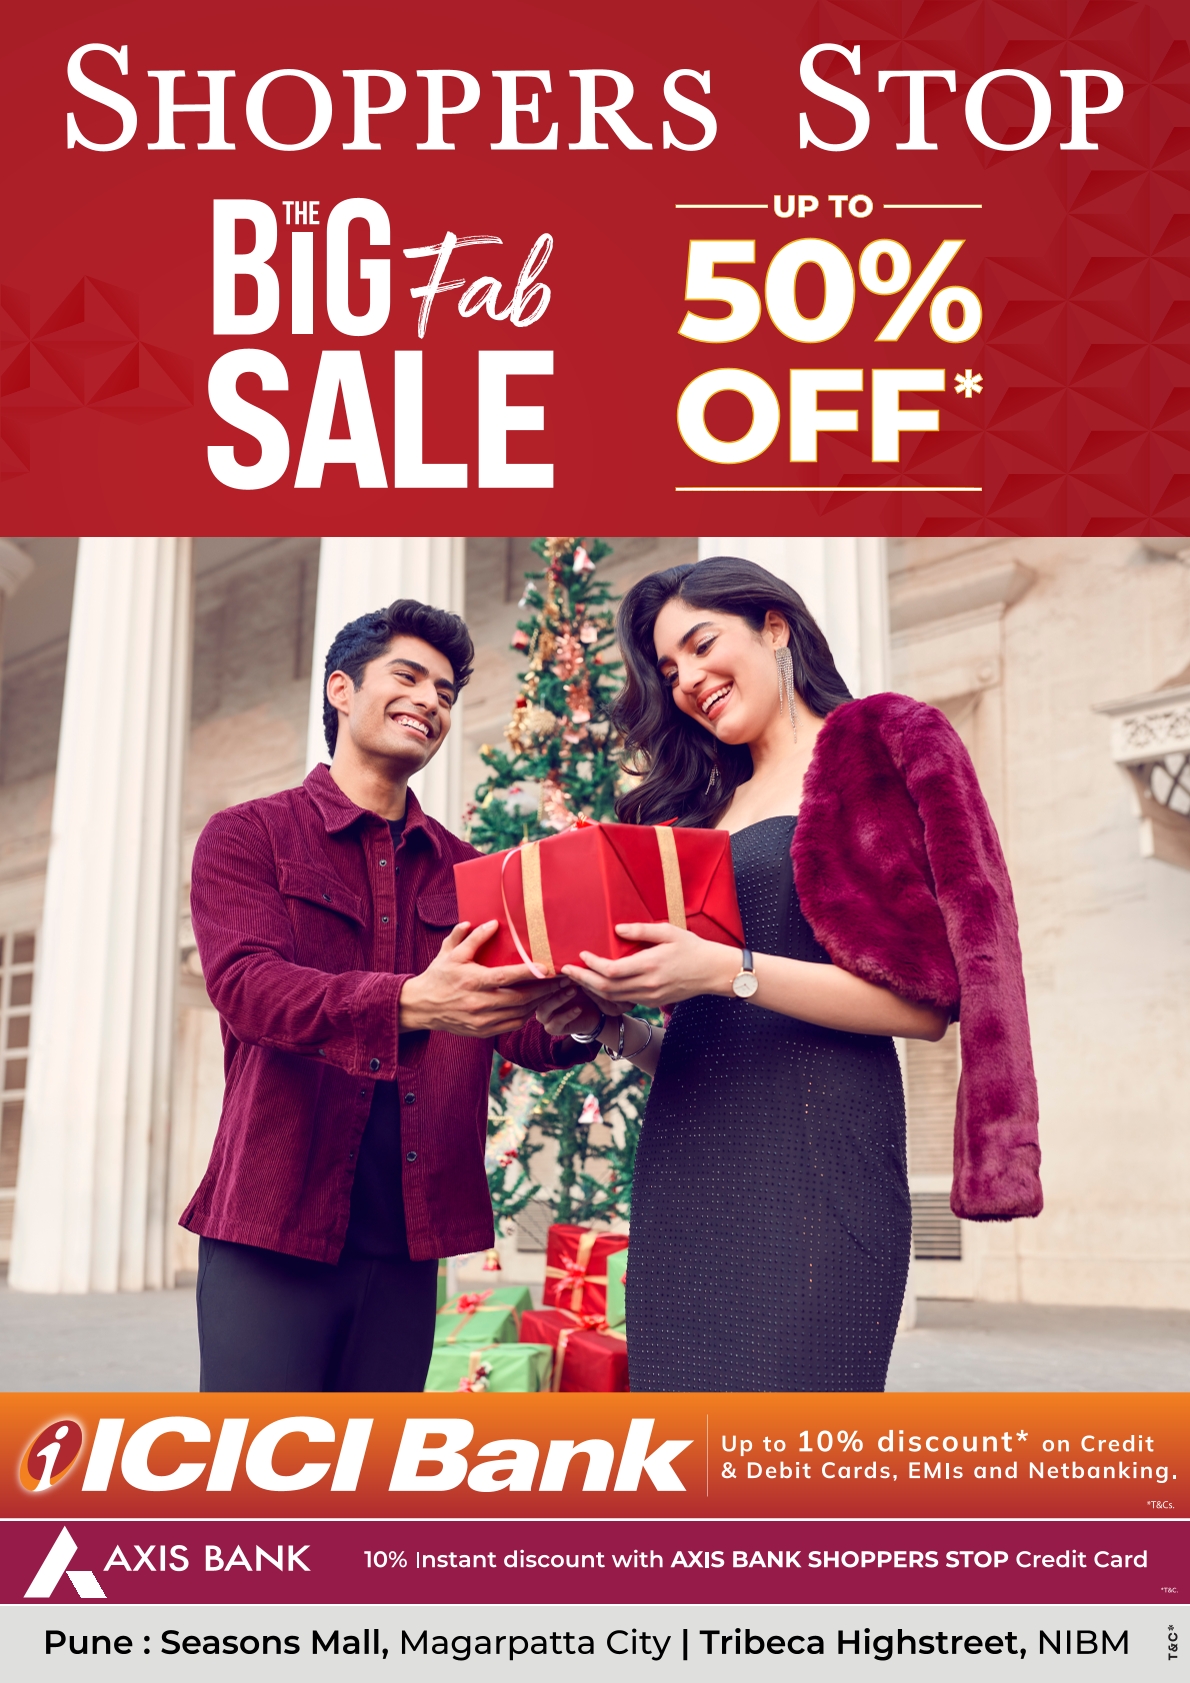 SHOPPERS STOP
THE
BIG Fab
SALE
UP TO
50%
OFF*
i ICICI Bank
Up to 10% discount* on Credit
& Debit Cards, EMIs and Netbanking.
*T&Cs.
AXIS BANK
10% Instant discount with AXIS BANK SHOPPERS STOP Credit Card
*T&C.
Pune : Seasons Mall, Magarpatta City | Tribeca Highstreet, NIBM
T&C*